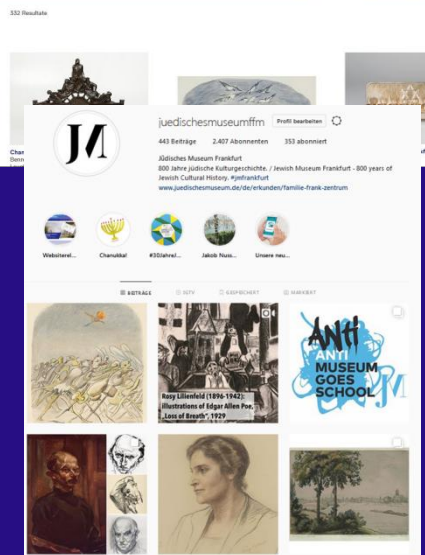 332 Resultate
JM
juedischesmuseumffm Profil bearbeiten
443 Beiträge 2.407 Abonnenten 353 abonniert
Jüdisches Museum Frankfurt
800 Jahre jüdische Kulturgeschichte. / Jewish Museum Frankfurt - 800 years of
Jewish Cultural History. #jmfrankfurt
www.juedischesmuseum.de/de/erkunden/familie-frank-zentrum
Websiterel... Chanukka! #30JahreJ... Jakob Nuss... Unsere neu...
BEITRÄGE IGTV GESPEICHERT MARKIERT
Rosy Lilienfeld (1896-1942):
illustrations of Edgar Allen Poe,
„Loss of Breath", 1929
Anti
ANTI
MUSEUM
GOES
SCHOOL
JM